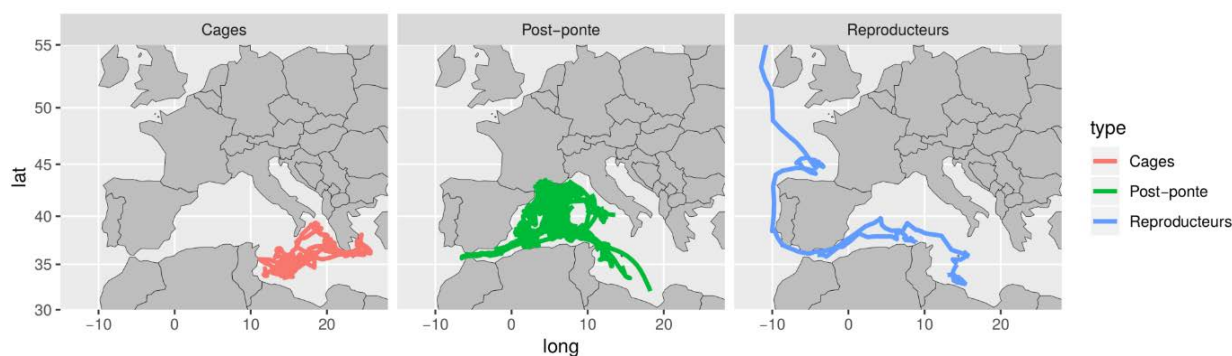 Cages Post−ponte Reproducteurs
55
50
45
40
35
30
lat
−10 0 10 20 −10 0 10 20 −10 0 10 20
long
type
Cages
Post−ponte
Reproducteurs